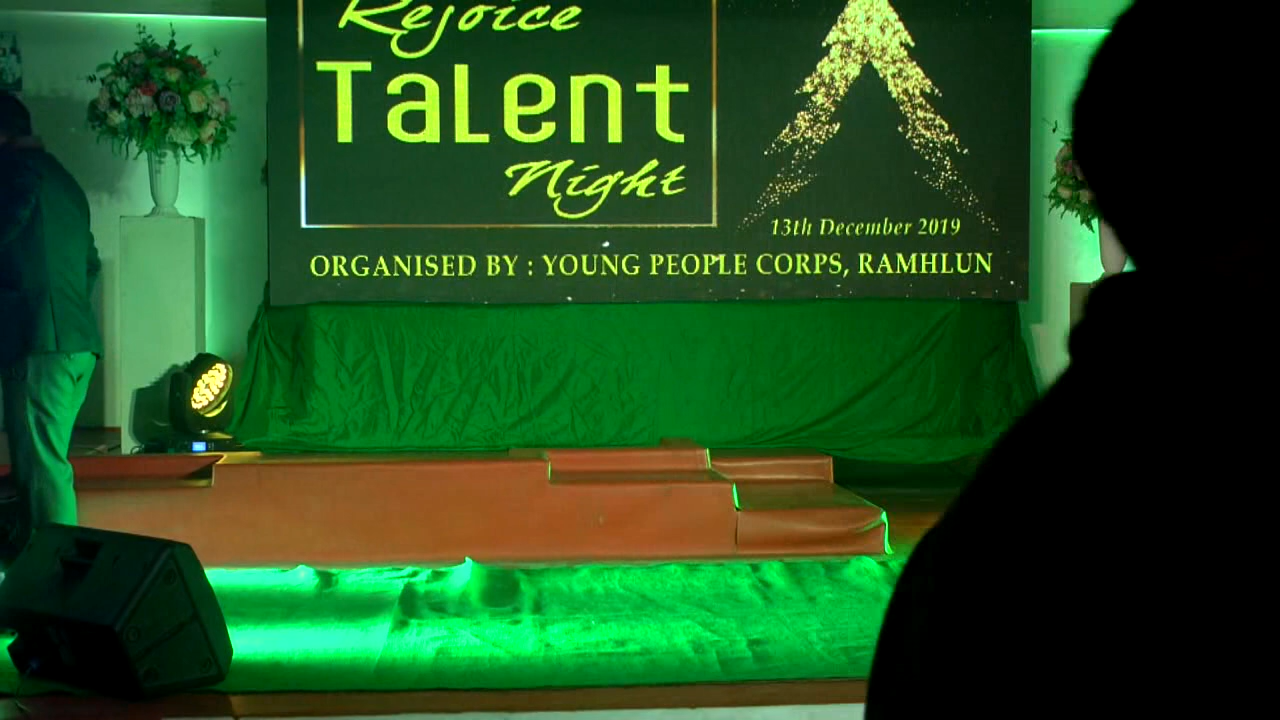 Rejoice
Talent
Night
13th December 2019
ORGANISED BY : YOUNG PEOPLE CORPS, RAMHLUN